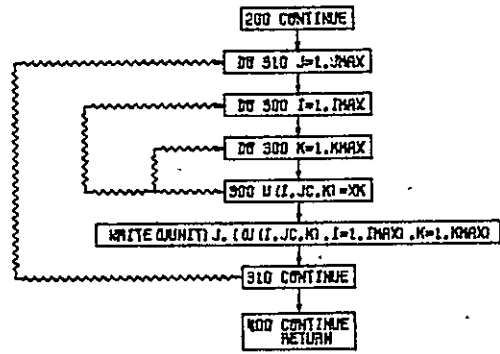 200 CONTINUE
DO 310 J=1,JMAX
DO 300 I=1,IMAX
DO 300 K=1,KMAX
300 U(I,JC,K)=XK
WRITE(JUNIT) J,((U(I,JC,K),I=1,IMAX),K=1,KMAX)
310 CONTINUE
400 CONTINUE
RETURN